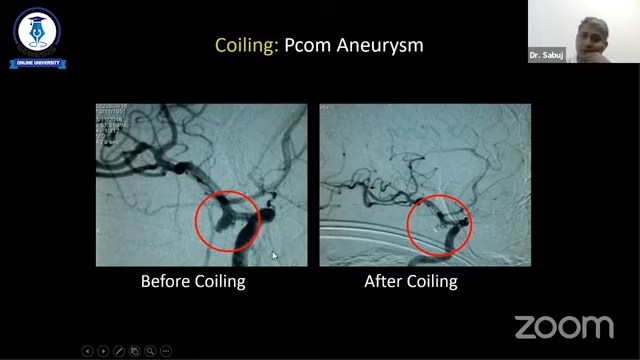 Coiling: Pcom Aneurysm
Dr. Sabuj
ONLINE UNIVERSITY
Before Coiling
After Coiling
zoom